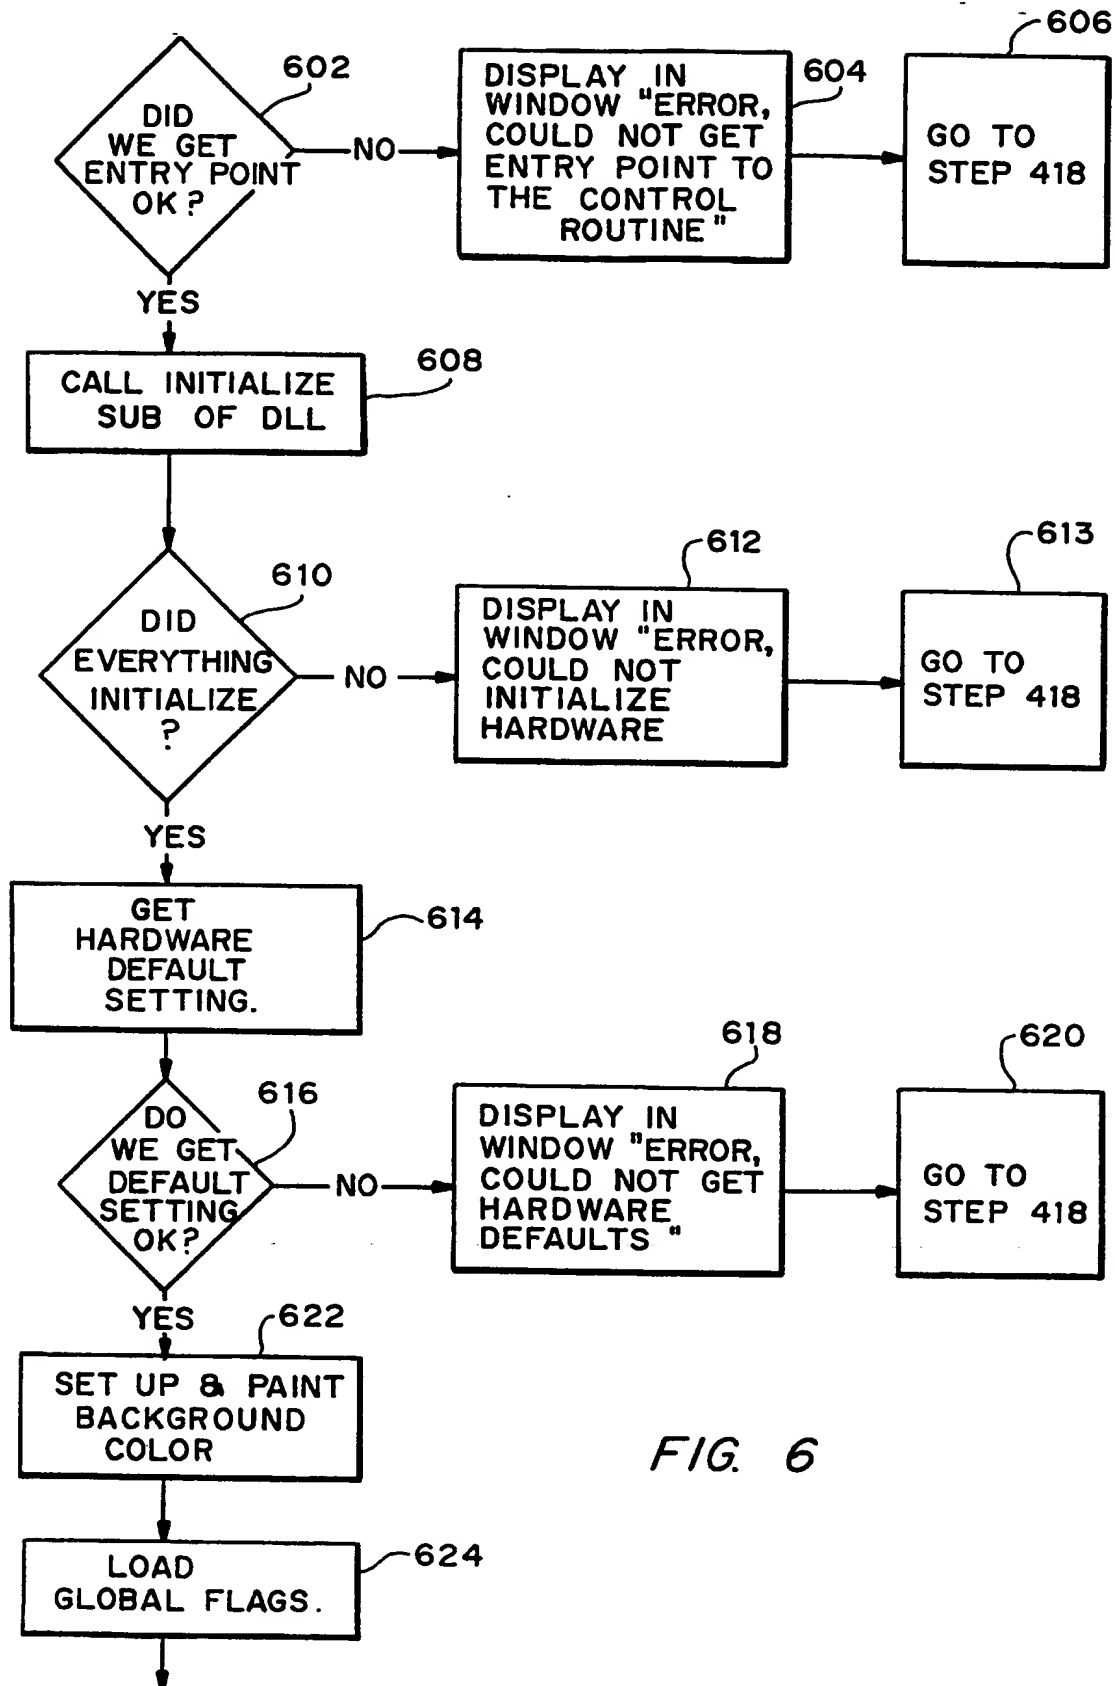 606
602
604
DID
WE GET
ENTRY POINT
OK?
NO
DISPLAY IN
WINDOW "ERROR,
COULD NOT GET
ENTRY POINT TO
THE CONTROL
ROUTINE"
GO TO
STEP 418
YES
608
CALL INITIALIZE
SUB OF DLL
610
612
613
DID
EVERYTHING
INITIALIZE
?
NO
DISPLAY IN
WINDOW "ERROR,
COULD NOT
INITIALIZE
HARDWARE
GO TO
STEP 418
YES
614
GET
HARDWARE
DEFAULT
SETTING.
616
618
620
DO
WE GET
DEFAULT
SETTING
OK?
NO
DISPLAY IN
WINDOW "ERROR,
COULD NOT GET
HARDWARE
DEFAULTS "
GO TO
STEP 418
YES
622
SET UP & PAINT
BACKGROUND
COLOR
FIG. 6
624
LOAD
GLOBAL FLAGS.